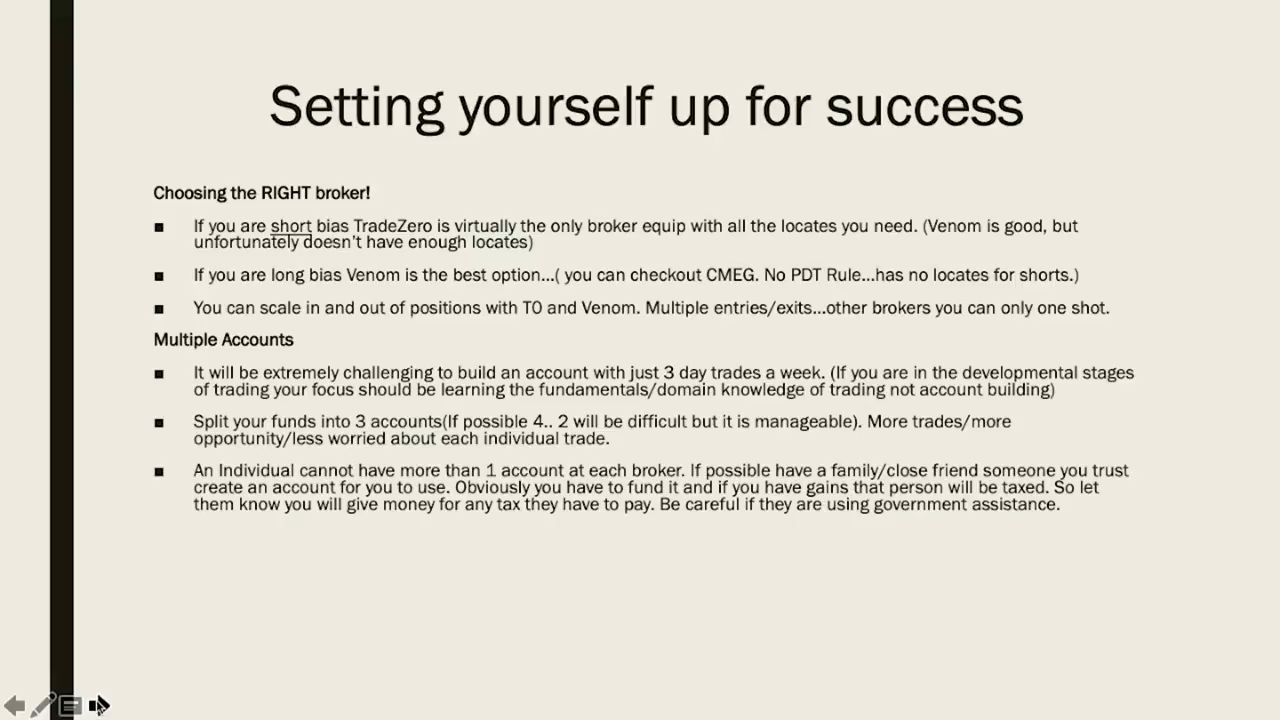 Setting yourself up for success
Choosing the RIGHT broker!
■ If you are short bias TradeZero is virtually the only broker equip with all the locates you need. (Venom is good, but
unfortunately doesn't have enough locates)
■ If you are long bias Venom is the best option...( you can checkout CMEG. No PDT Rule...has no locates for shorts.)
■ You can scale in and out of positions with T0 and Venom. Multiple entries/exits...other brokers you can only one shot.
Multiple Accounts
■ It will be extremely challenging to build an account with just 3 day trades a week. (If you are in the developmental stages
of trading your focus should be learning the fundamentals/domain knowledge of trading not account building)
■ Split your funds into 3 accounts(If possible 4.. 2 will be difficult but it is manageable). More trades/more
opportunity/less worried about each individual trade.
■ An Individual cannot have more than 1 account at each broker. If possible have a family/close friend someone you trust
create an account for you to use. Obviously you have to fund it and if you have gains that person will be taxed. So let
them know you will give money for any tax they have to pay. Be careful if they are using government assistance.